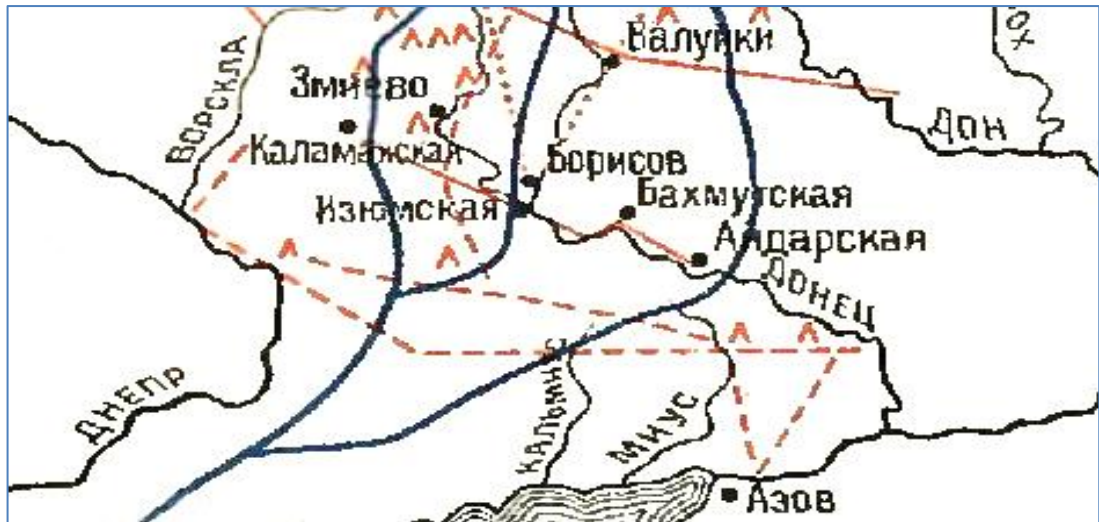 Валуйки
ВОРСКЛА
Змиево
ДОН
Каламажская
Борисов
Изюмская
Бахмутская
Айдарская
ДОНЕЦ
ДНЕПР
КАЛЬМИУС
МИУС
Азов